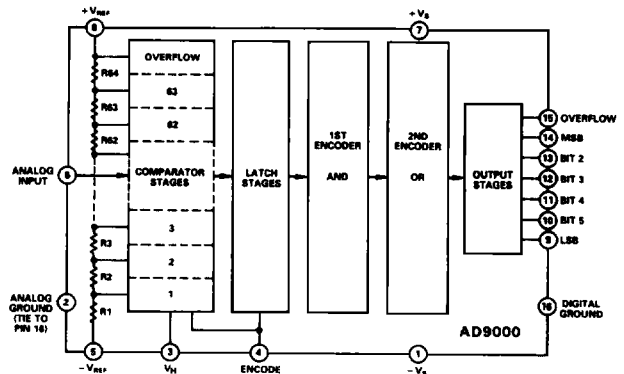 + VREF
+ VS
8
7
OVERFLOW
R64
63
R63
62
R62
1ST
ENCODER
AND
2ND
ENCODER
OR
15 OVERFLOW
14 MSB
13 BIT 2
12 BIT 3
11 BIT 4
10 BIT 5
9 LSB
ANALOG
INPUT
COMPARATOR
STAGES
LATCH
STAGES
OUTPUT
STAGES
3
R3
2
R2
1
R1
ANALOG
GROUND
(TIE TO
PIN 16)
2
16
DIGITAL
GROUND
AD9000
5
3
4
1
− VREF
VH
ENCODE
− VS